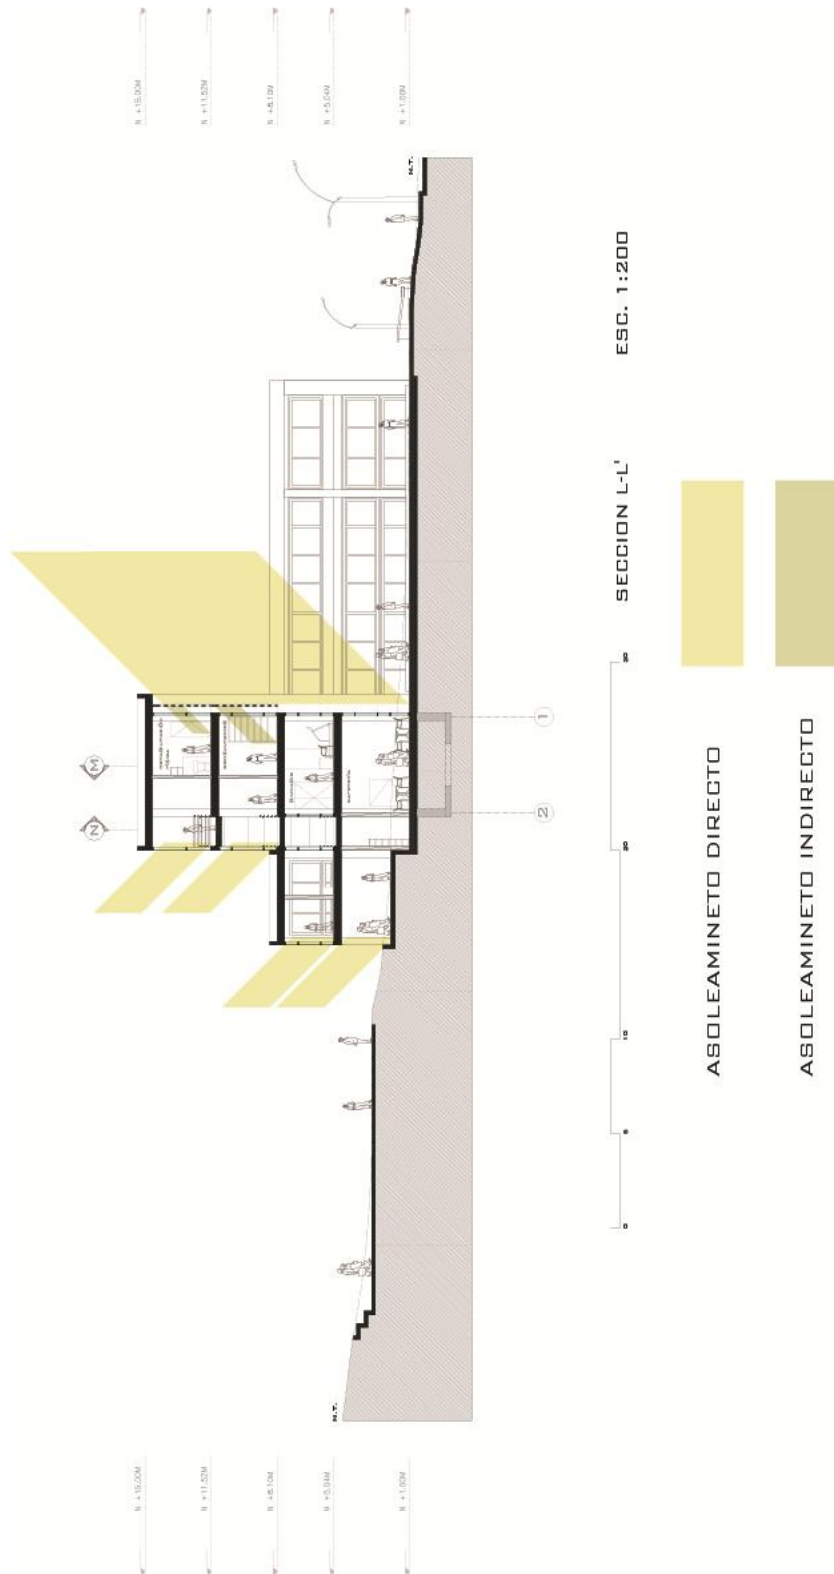 N +15.00M
N +11.52M
N +8.10M
N +5.04M
N +1.60M
N.T.
M
N
1
2
N.T.
N +15.00M
N +11.52M
N +8.10M
N +5.04M
N +1.60M
SECCION L-L' ESC. 1:200
0 5 10 20 30
ASOLEAMINETO DIRECTO
ASOLEAMINETO INDIRECTO